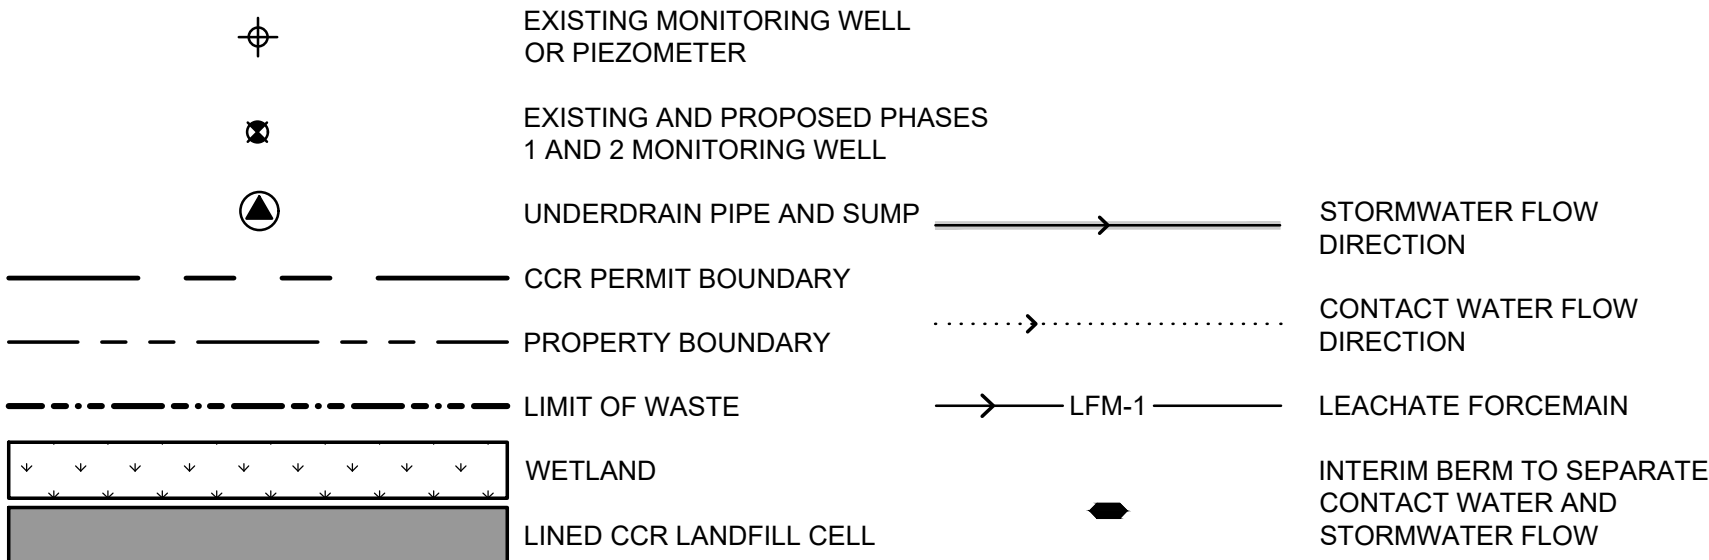 EXISTING MONITORING WELL
OR PIEZOMETER
EXISTING AND PROPOSED PHASES
1 AND 2 MONITORING WELL
UNDERDRAIN PIPE AND SUMP
CCR PERMIT BOUNDARY
PROPERTY BOUNDARY
LIMIT OF WASTE
WETLAND
LINED CCR LANDFILL CELL
STORMWATER FLOW
DIRECTION
CONTACT WATER FLOW
DIRECTION
LFM-1
LEACHATE FORCEMAIN
INTERIM BERM TO SEPARATE
CONTACT WATER AND
STORMWATER FLOW